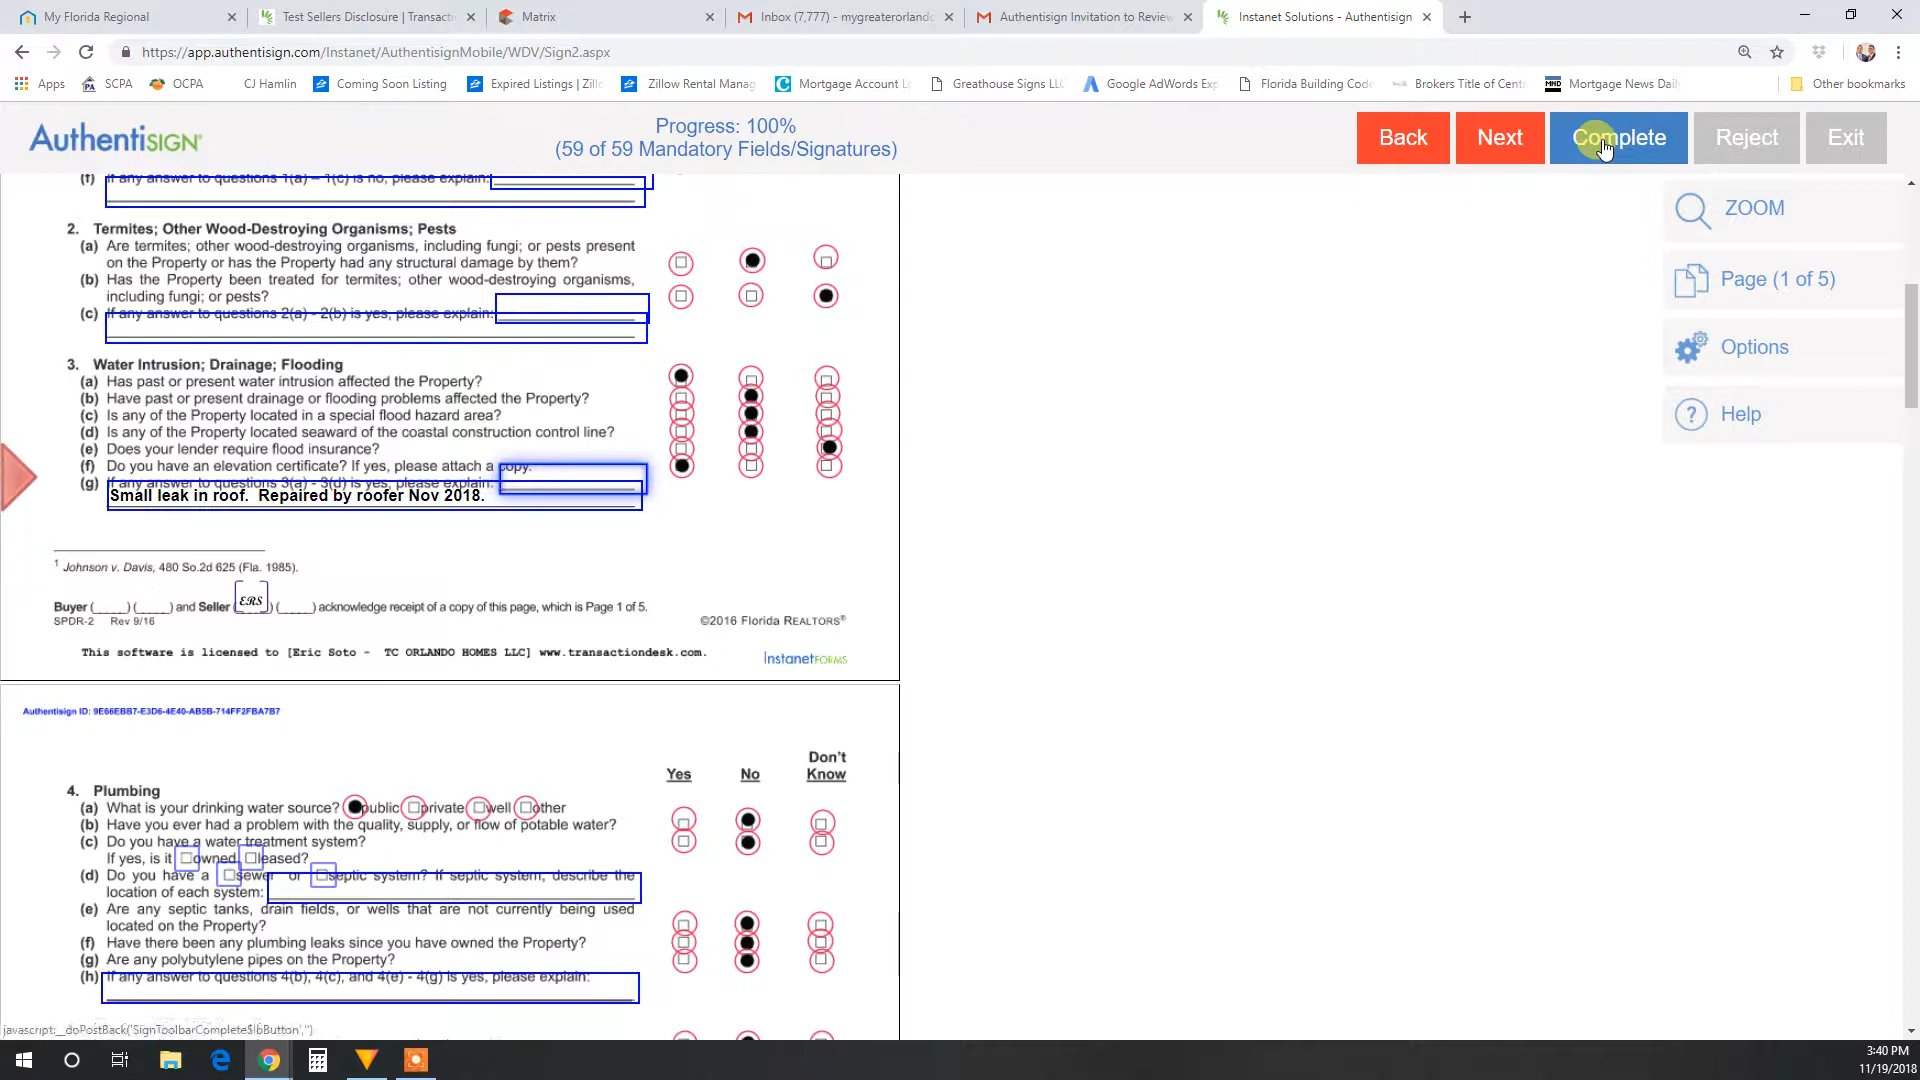 My Florida Regional
Test Sellers Disclosure | Transacti
Matrix
Inbox (7,777) - mygreaterorlando
Authentisign Invitation to Review
Instanet Solutions - Authentisign
https://app.authentisign.com/Instanet/AuthentisignMobile/WDV/Sign2.aspx
Apps
SCPA
OCPA
CJ Hamlin
Coming Soon Listing
Expired Listings | Zillo
Zillow Rental Manag
Mortgage Account Lo
Greathouse Signs LLC
Google AdWords Exp
Florida Building Code
Brokers Title of Centr
MND
Mortgage News Daily
Other bookmarks
AuthentiSIGN
Progress: 100%
(59 of 59 Mandatory Fields/Signatures)
Back
Next
Complete
Reject
Exit
ZOOM
Page (1 of 5)
Options
? Help
(f) If any answer to questions 1(a) – 1(c) is no, please explain:
2. Termites; Other Wood-Destroying Organisms; Pests
(a) Are termites; other wood-destroying organisms, including fungi; or pests present
on the Property or has the Property had any structural damage by them?
(b) Has the Property been treated for termites; other wood-destroying organisms,
including fungi; or pests?
(c) If any answer to questions 2(a) - 2(b) is yes, please explain:
3. Water Intrusion; Drainage; Flooding
(a) Has past or present water intrusion affected the Property?
(b) Have past or present drainage or flooding problems affected the Property?
(c) Is any of the Property located in a special flood hazard area?
(d) Is any of the Property located seaward of the coastal construction control line?
(e) Does your lender require flood insurance?
(f) Do you have an elevation certificate? If yes, please attach a copy.
(g) If any answer to questions 3(a) - 3(d) is yes, please explain:
Small leak in roof. Repaired by roofer Nov 2018.
1 Johnson v. Davis, 480 So.2d 625 (Fla. 1985).
Buyer (_____) (_____) and Seller (ERS) (_____) acknowledge receipt of a copy of this page, which is Page 1 of 5.
SPDR-2 Rev 9/16
©2016 Florida REALTORS®
This software is licensed to [Eric Soto - TC ORLANDO HOMES LLC] www.transactiondesk.com.
InstanetFORMS
Authentisign ID: 9E66EBB7-E3D6-4E40-AB5B-714FF2FBA7B7
Yes No Don't Know
4. Plumbing
(a) What is your drinking water source? public private well other
(b) Have you ever had a problem with the quality, supply, or flow of potable water?
(c) Do you have a water treatment system?
If yes, is it owned leased?
(d) Do you have a sewer or septic system? If septic system, describe the
location of each system:
(e) Are any septic tanks, drain fields, or wells that are not currently being used
located on the Property?
(f) Have there been any plumbing leaks since you have owned the Property?
(g) Are any polybutylene pipes on the Property?
(h) If any answer to questions 4(b), 4(c), and 4(e) - 4(g) is yes, please explain:
javascript:__doPostBack('SignToolbarComplete$lbButton','')
3:40 PM
11/19/2018